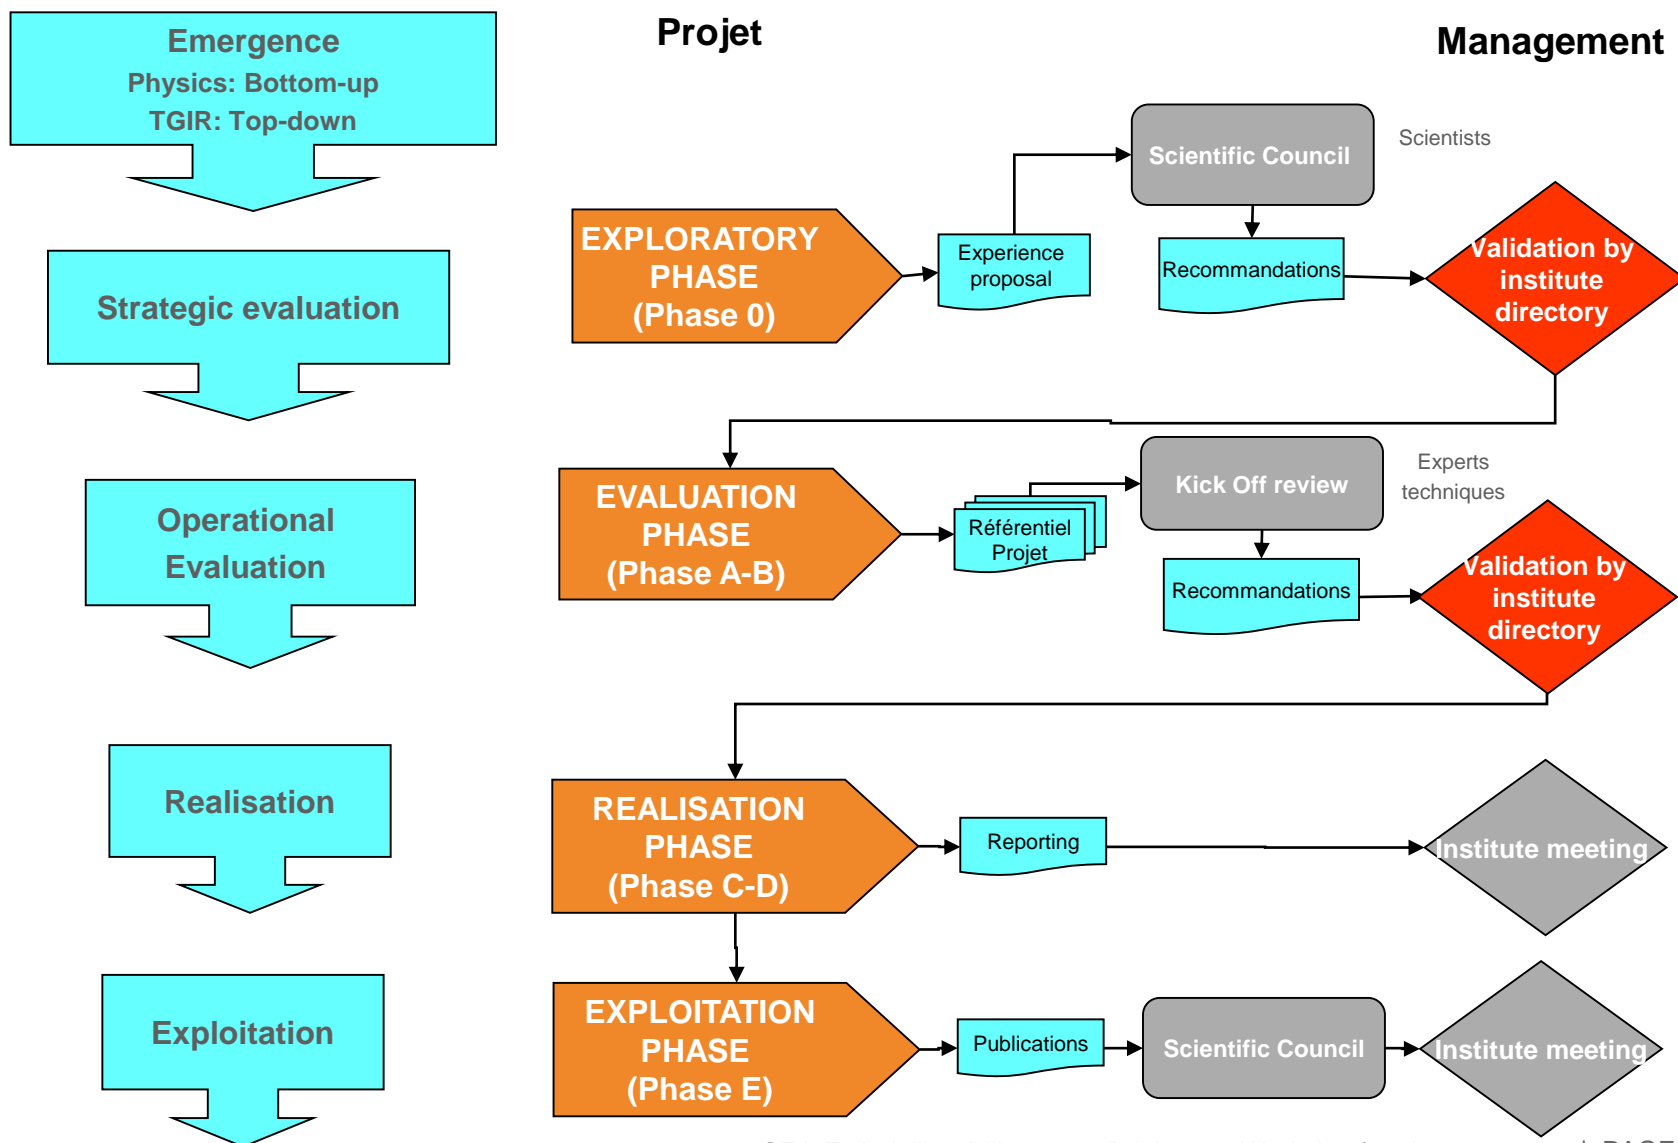 Projet
Management
Emergence
Physics: Bottom-up
TGIR: Top-down
Strategic evaluation
Operational
Evaluation
Realisation
Exploitation
EXPLORATORY
PHASE
(Phase 0)
Experience
proposal
Scientific Council
Scientists
Recommandations
Validation by
institute
directory
EVALUATION
PHASE
(Phase A-B)
Référentiel
Projet
Kick Off review
Experts
techniques
Recommandations
Validation by
institute
directory
REALISATION
PHASE
(Phase C-D)
Reporting
Institute meeting
EXPLOITATION
PHASE
(Phase E)
Publications
Scientific Council
Institute meeting
| PAGE